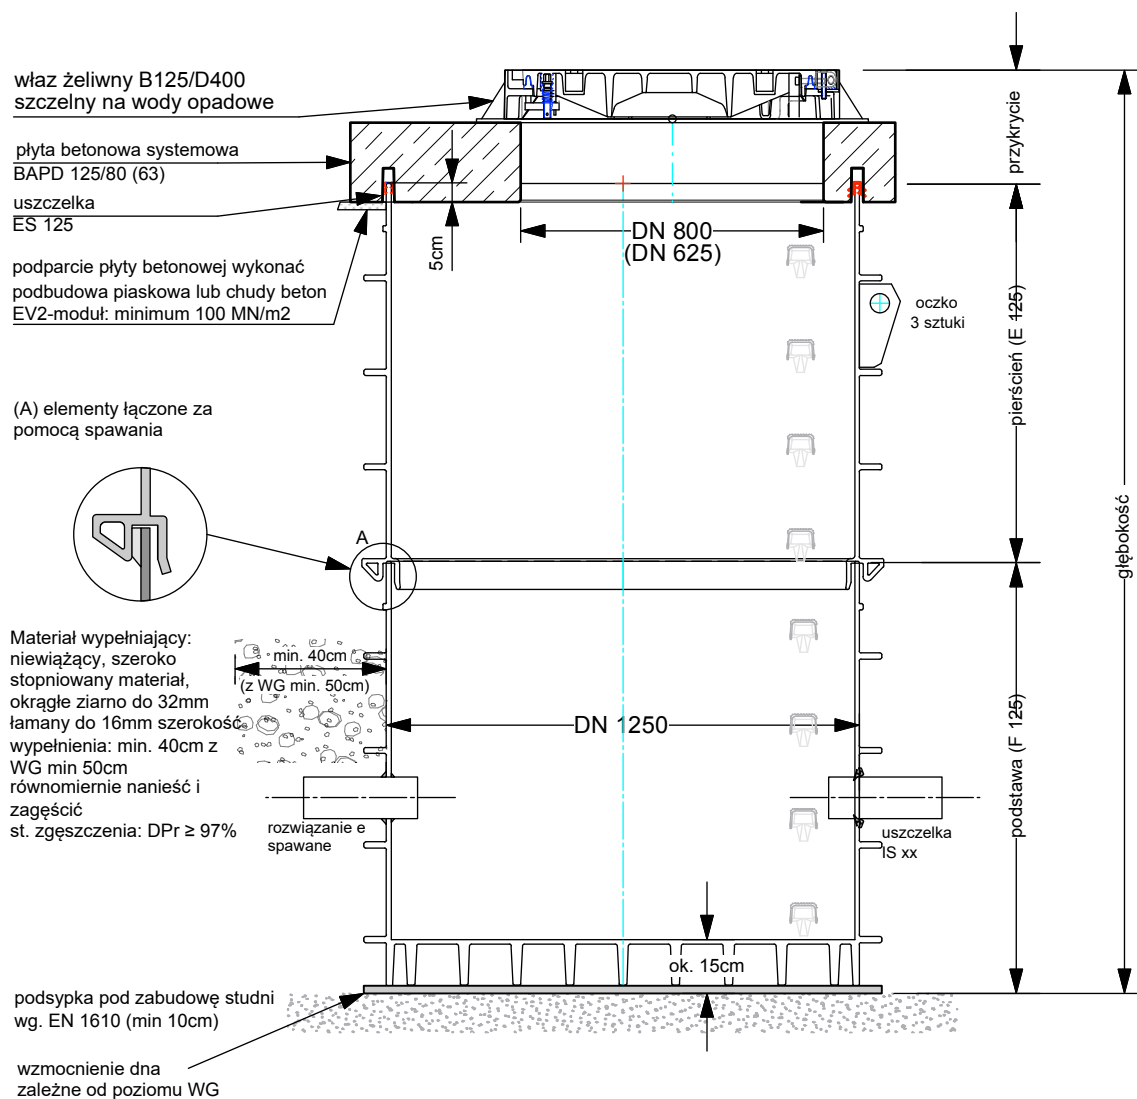 właz żeliwny B125/D400
szczelny na wody opadowe
płyta betonowa systemowa
BAPD 125/80 (63)
uszczelka
ES 125
podparcie płyty betonowej wykonać
podbudowa piaskowa lub chudy beton
EV2-moduł: minimum 100 MN/m2
5cm
DN 800
(DN 625)
oczko
3 sztuki
przykrycie
pierścień (E 125)
głębokość
(A) elementy łączone za
pomocą spawania
A
Materiał wypełniający:
niewiążący, szeroko
stopniowany materiał,
okrągłe ziarno do 32mm
łamany do 16mm szerokość
wypełnienia: min. 40cm z
WG min 50cm
równomiernie nanieść i
zagęścić
st. zgęszczenia: DPr ≥ 97%
min. 40cm
(z WG min. 50cm)
DN 1250
podstawa (F 125)
rozwiązanie e
spawane
uszczelka
IS xx
ok. 15cm
podsypka pod zabudowę studni
wg. EN 1610 (min 10cm)
wzmocnienie dna
zależne od poziomu WG